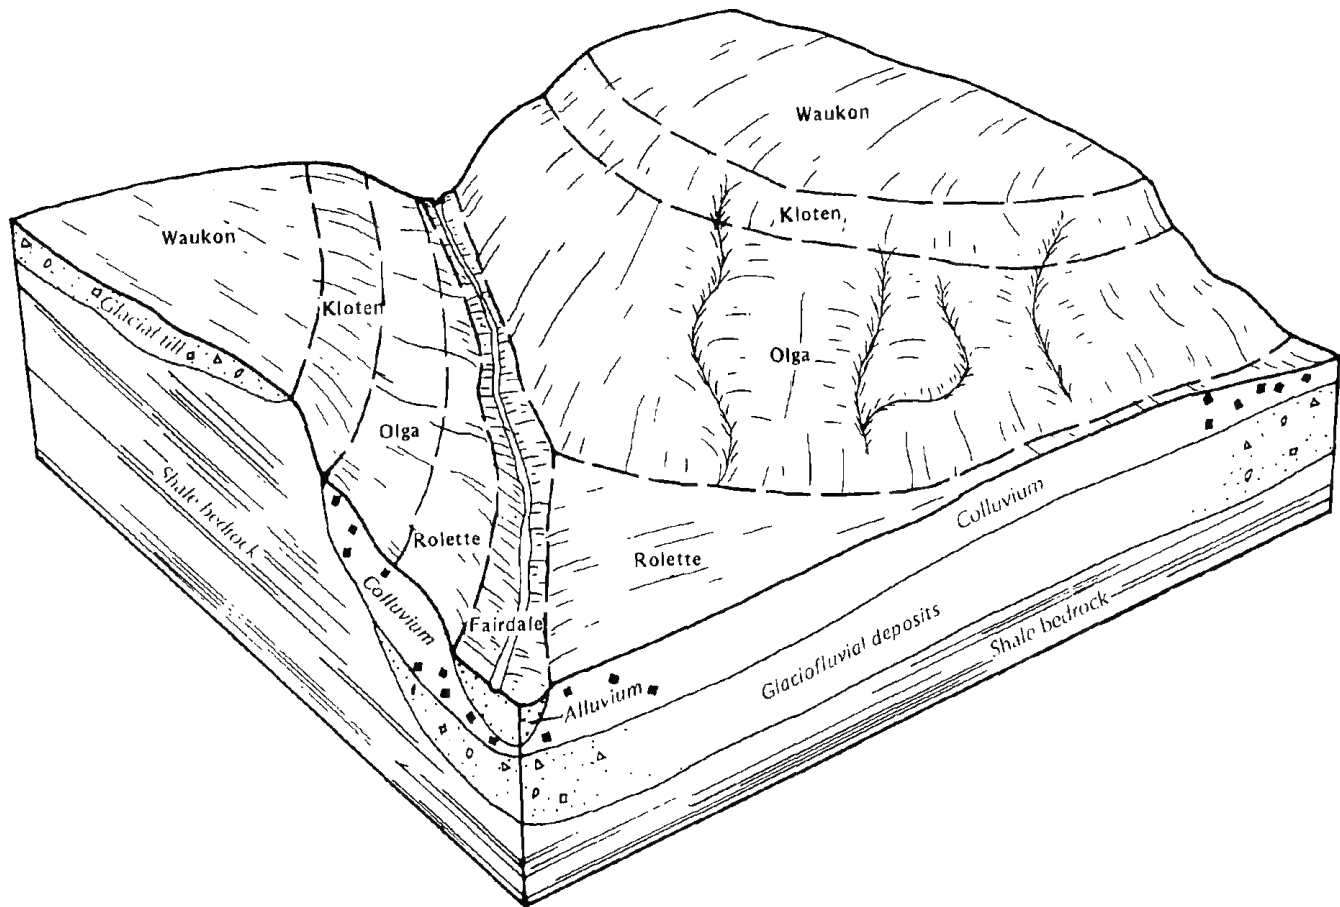 Waukon
Kloten
Waukon
Kloten
Glacial till
Olga
Olga
Shale bedrock
Colluvium
Rolette
Rolette
Colluvium
Fairdale
Glaciofluvial deposits
Shale bedrock
Alluvium